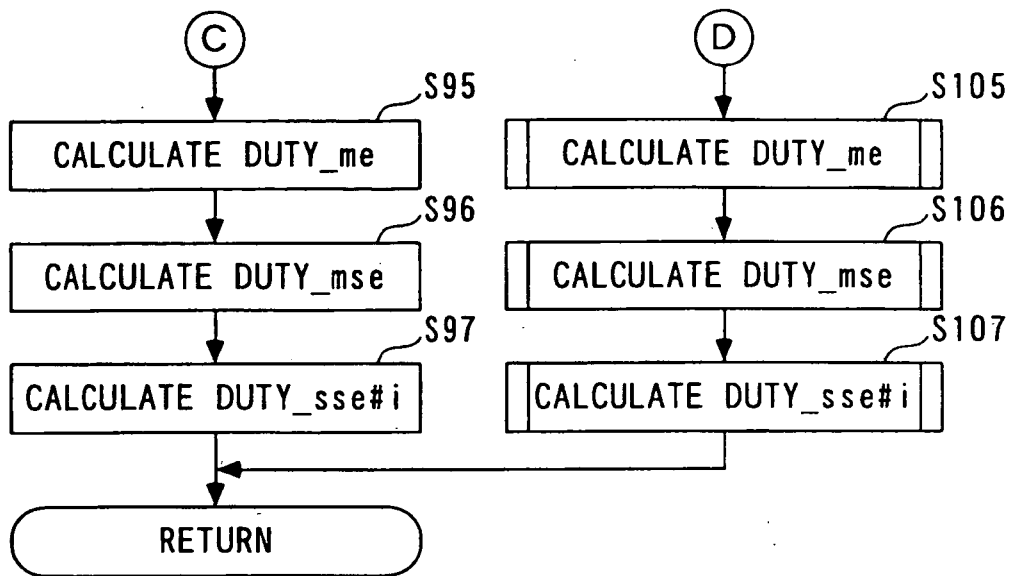 C
S95
CALCULATE DUTY_me
S96
CALCULATE DUTY_mse
S97
CALCULATE DUTY_sse#i
D
S105
CALCULATE DUTY_me
S106
CALCULATE DUTY_mse
S107
CALCULATE DUTY_sse#i
RETURN